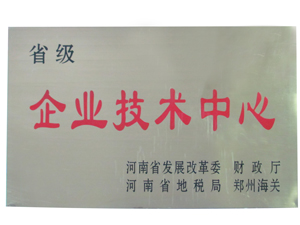 省级
企业技术中心
河南省发展改革委 财政厅
河南省地税局 郑州海关